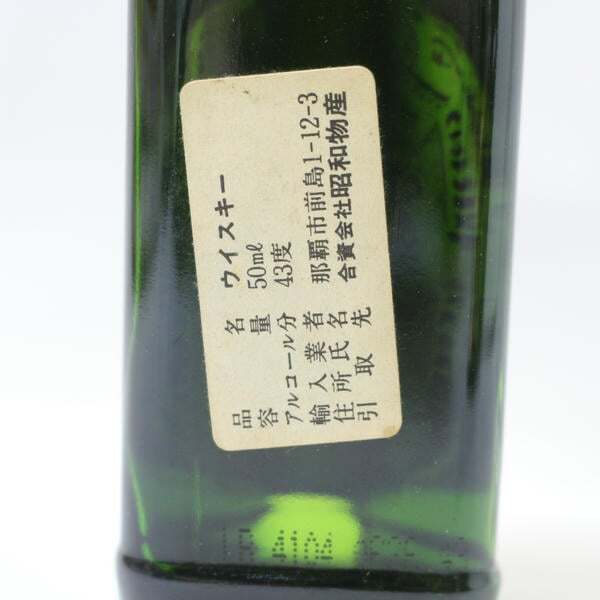 品名 ウイスキー
容量 50ml
アルコール分 43度
輸入業者 那覇市前島1-12-3
住所氏名 合資会社昭和物産
引取先